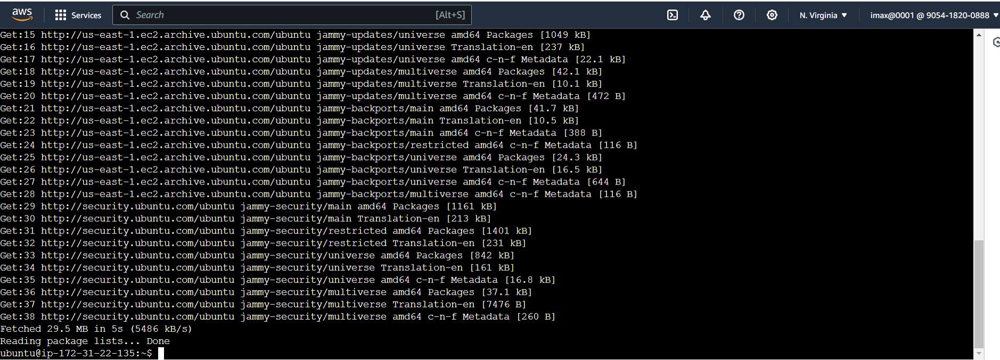 aws
Services
Search
[Alt+S]
N. Virginia
imax@0001 @ 9054-1820-0888
Get:15 http://us-east-1.ec2.archive.ubuntu.com/ubuntu jammy-updates/universe amd64 Packages [1049 kB]
Get:16 http://us-east-1.ec2.archive.ubuntu.com/ubuntu jammy-updates/universe Translation-en [237 kB]
Get:17 http://us-east-1.ec2.archive.ubuntu.com/ubuntu jammy-updates/universe amd64 c-n-f Metadata [22.1 kB]
Get:18 http://us-east-1.ec2.archive.ubuntu.com/ubuntu jammy-updates/multiverse amd64 Packages [42.1 kB]
Get:19 http://us-east-1.ec2.archive.ubuntu.com/ubuntu jammy-updates/multiverse Translation-en [10.1 kB]
Get:20 http://us-east-1.ec2.archive.ubuntu.com/ubuntu jammy-updates/multiverse amd64 c-n-f Metadata [472 B]
Get:21 http://us-east-1.ec2.archive.ubuntu.com/ubuntu jammy-backports/main amd64 Packages [41.7 kB]
Get:22 http://us-east-1.ec2.archive.ubuntu.com/ubuntu jammy-backports/main Translation-en [10.5 kB]
Get:23 http://us-east-1.ec2.archive.ubuntu.com/ubuntu jammy-backports/main amd64 c-n-f Metadata [388 B]
Get:24 http://us-east-1.ec2.archive.ubuntu.com/ubuntu jammy-backports/restricted amd64 c-n-f Metadata [116 B]
Get:25 http://us-east-1.ec2.archive.ubuntu.com/ubuntu jammy-backports/universe amd64 Packages [24.3 kB]
Get:26 http://us-east-1.ec2.archive.ubuntu.com/ubuntu jammy-backports/universe Translation-en [16.5 kB]
Get:27 http://us-east-1.ec2.archive.ubuntu.com/ubuntu jammy-backports/universe amd64 c-n-f Metadata [644 B]
Get:28 http://us-east-1.ec2.archive.ubuntu.com/ubuntu jammy-backports/multiverse amd64 c-n-f Metadata [116 B]
Get:29 http://security.ubuntu.com/ubuntu jammy-security/main amd64 Packages [1161 kB]
Get:30 http://security.ubuntu.com/ubuntu jammy-security/main Translation-en [213 kB]
Get:31 http://security.ubuntu.com/ubuntu jammy-security/restricted amd64 Packages [1401 kB]
Get:32 http://security.ubuntu.com/ubuntu jammy-security/restricted Translation-en [231 kB]
Get:33 http://security.ubuntu.com/ubuntu jammy-security/universe amd64 Packages [842 kB]
Get:34 http://security.ubuntu.com/ubuntu jammy-security/universe Translation-en [161 kB]
Get:35 http://security.ubuntu.com/ubuntu jammy-security/universe amd64 c-n-f Metadata [16.8 kB]
Get:36 http://security.ubuntu.com/ubuntu jammy-security/multiverse amd64 Packages [37.1 kB]
Get:37 http://security.ubuntu.com/ubuntu jammy-security/multiverse Translation-en [7476 B]
Get:38 http://security.ubuntu.com/ubuntu jammy-security/multiverse amd64 c-n-f Metadata [260 B]
Fetched 29.5 MB in 5s (5486 kB/s)
Reading package lists... Done
ubuntu@ip-172-31-22-135:~$